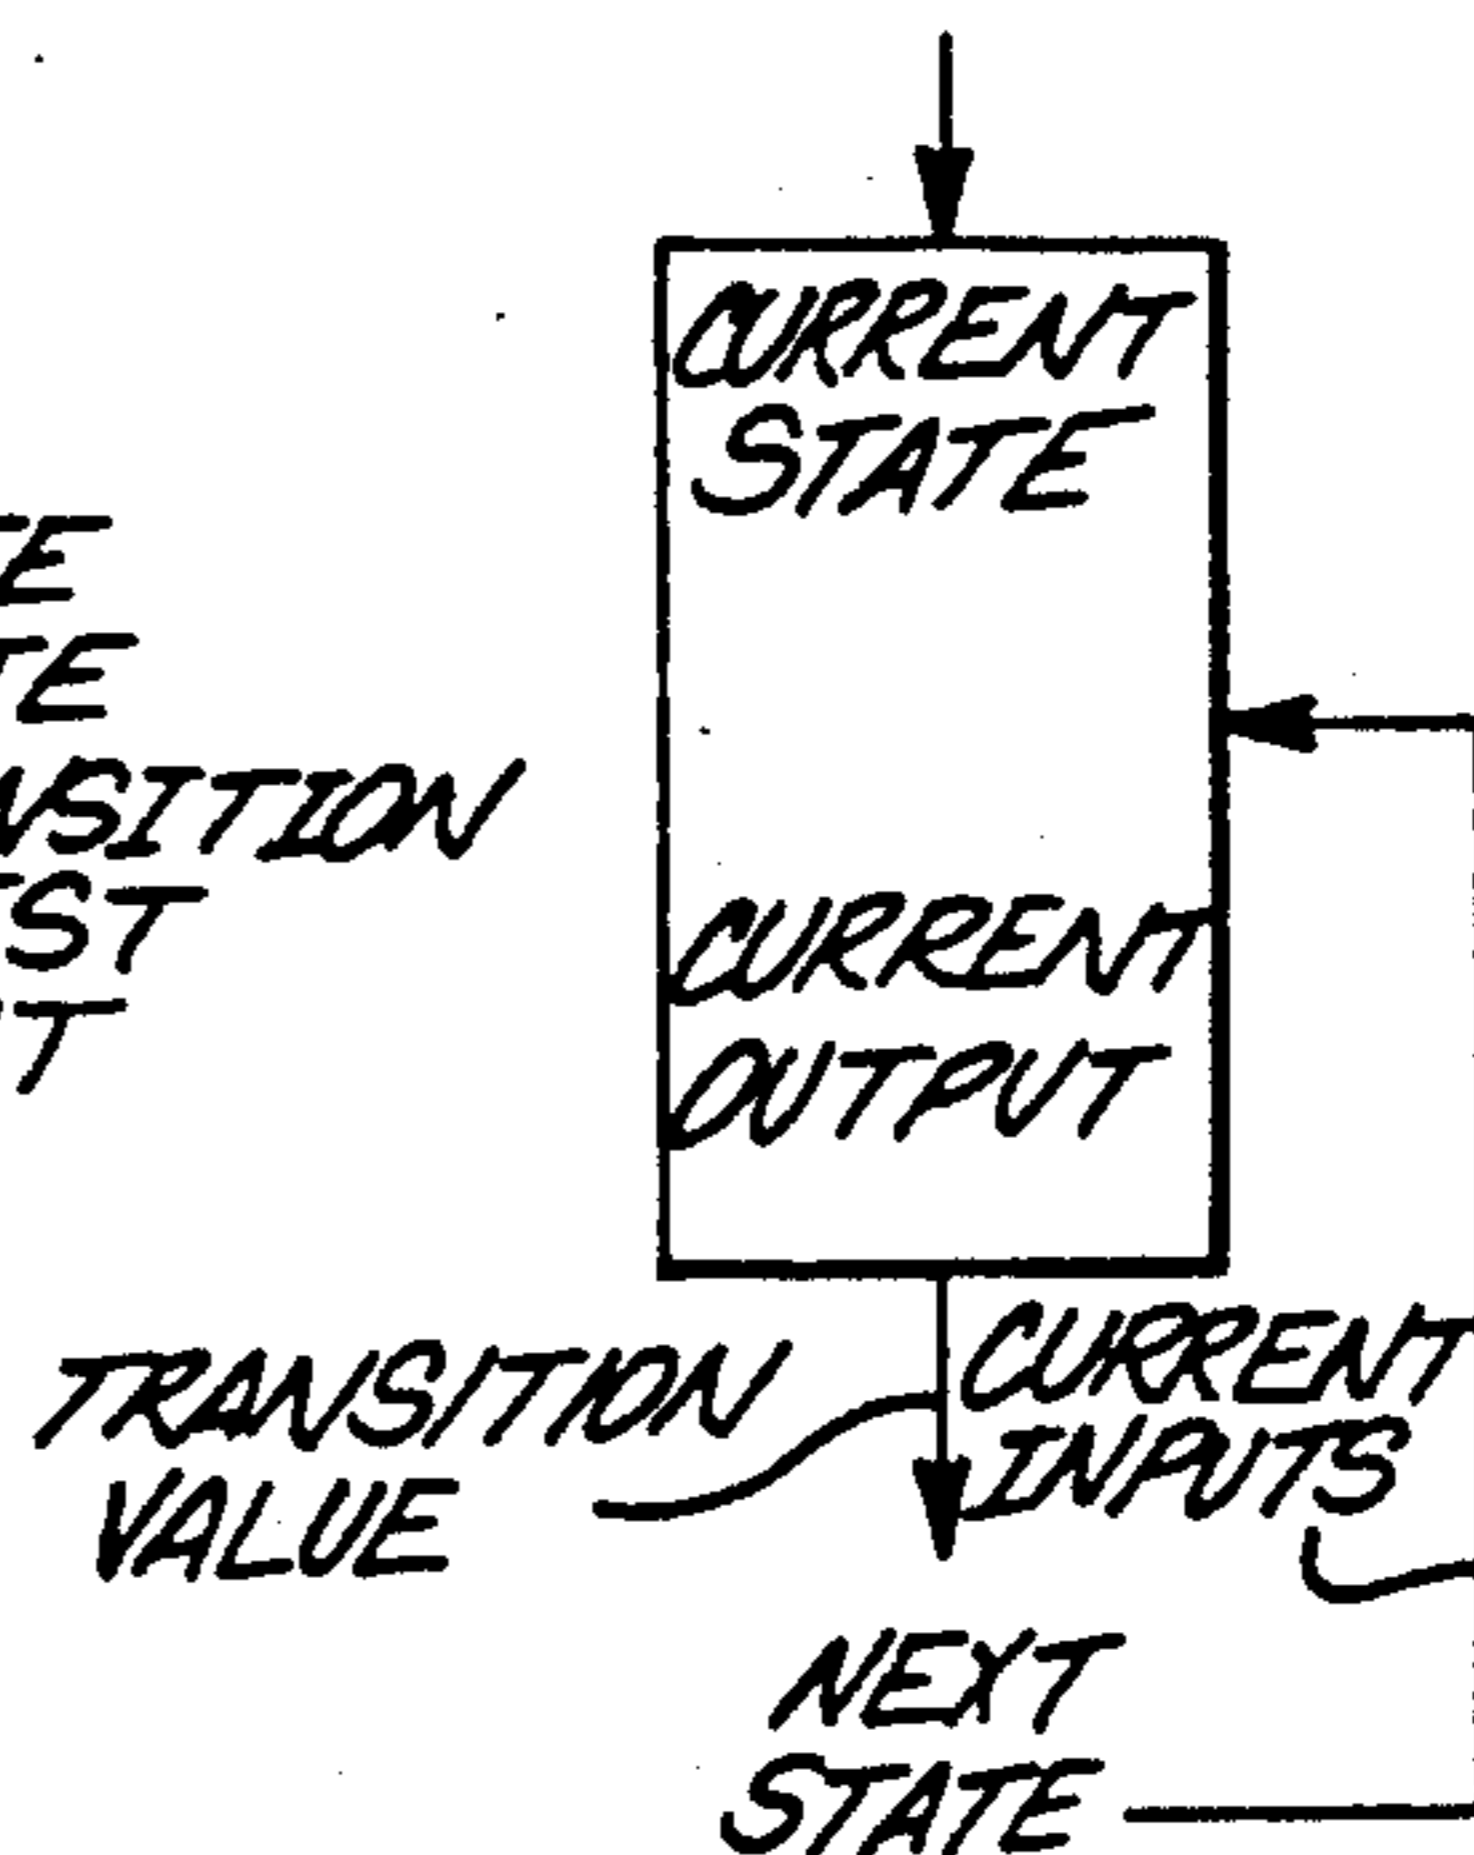 CURRENT
STATE
CURRENT
OUTPUT
TRANSITION
VALUE
CURRENT
INPUTS
NEXT
STATE